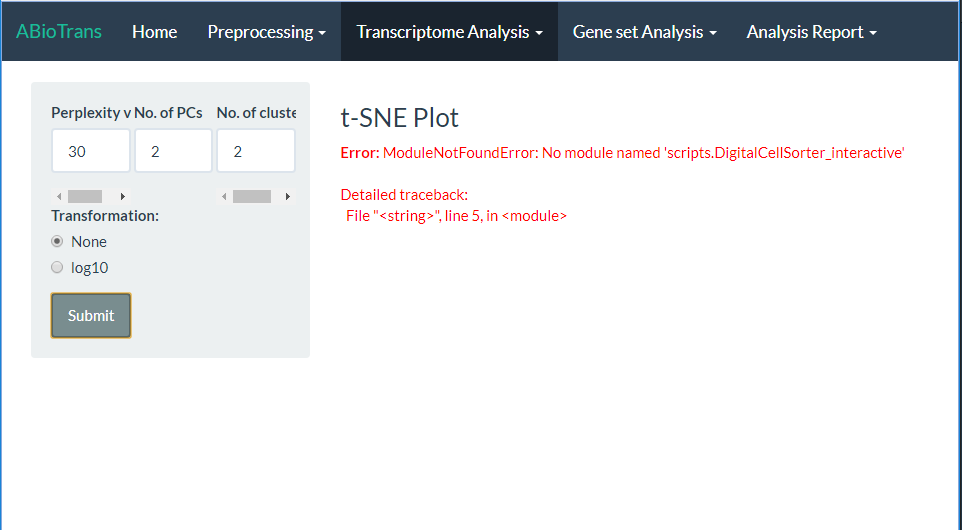 ABioTrans Home Preprocessing Transcriptome Analysis Gene set Analysis Analysis Report
t-SNE Plot
Error: ModuleNotFoundError: No module named 'scripts.DigitalCellSorter_interactive'
Detailed traceback:
File "<string>", line 5, in <module>
Perplexity v No. of PCs No. of cluste
30 2 2
Transformation:
None
log10
Submit